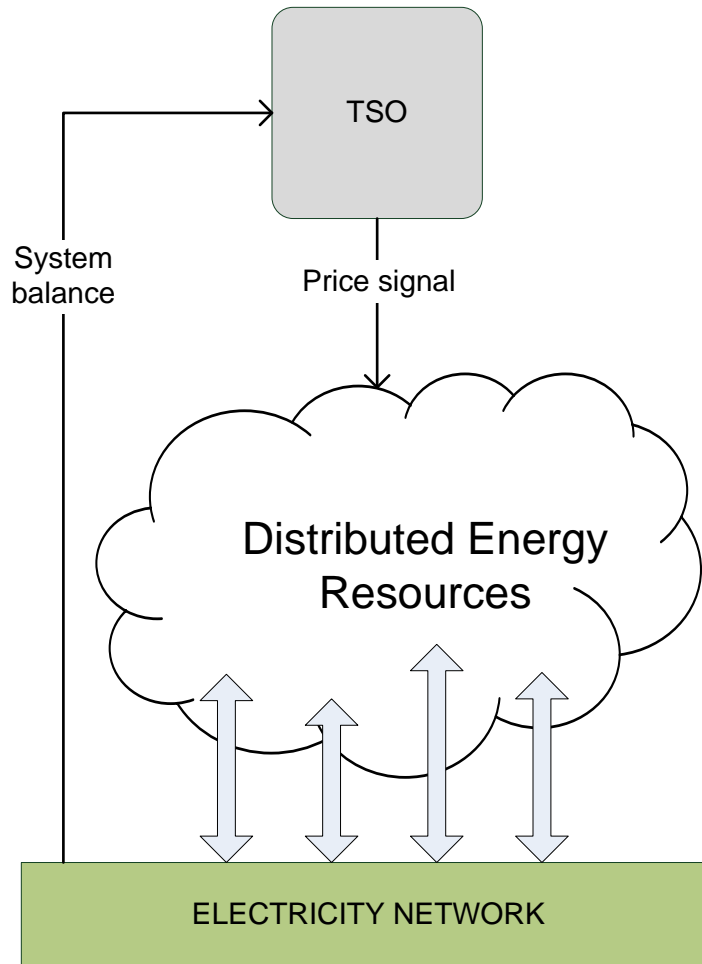 TSO
System
balance
Price signal
Distributed Energy
Resources
ELECTRICITY NETWORK